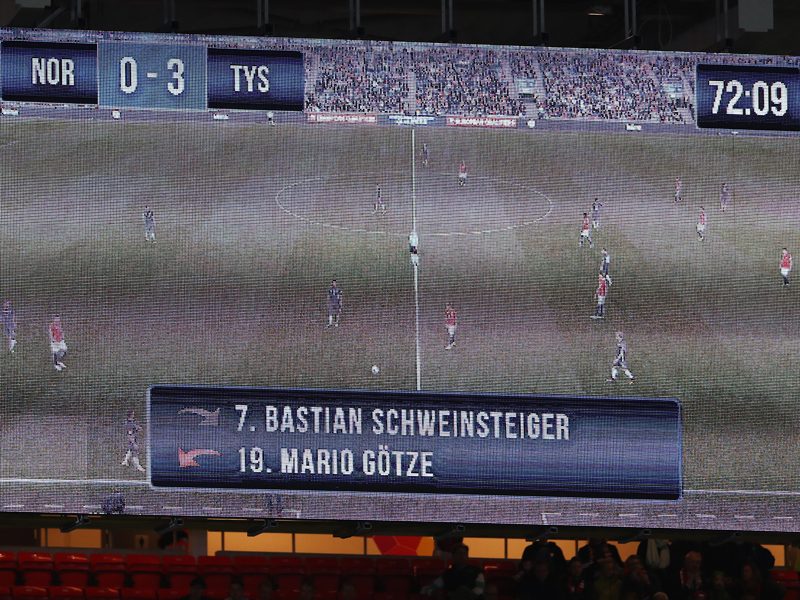 NOR 0 - 3 TYS 72:09
7. BASTIAN SCHWEINSTEIGER
19. MARIO GÖTZE